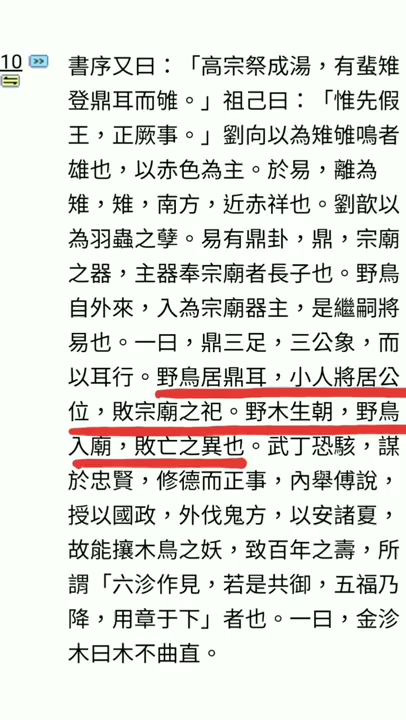 10
書序又曰：「高宗祭成湯，有蜚雉
登鼎耳而雊。」祖己曰：「惟先假
王，正厥事。」劉向以為雉雊鳴者
雄也，以赤色為主。於易，離為
雉，雉，南方，近赤祥也。劉歆以
為羽蟲之孽。易有鼎卦，鼎，宗廟
之器，主器奉宗廟者長子也。野鳥
自外來，入為宗廟器主，是繼嗣將
易也。一曰，鼎三足，三公象，而
以耳行。野鳥居鼎耳，小人將居公
位，敗宗廟之祀。野木生朝，野鳥
入廟，敗亡之異也。武丁恐駭，謀
於忠賢，修德而正事，內舉傅說，
授以國政，外伐鬼方，以安諸夏，
故能攘木鳥之妖，致百年之壽，所
謂「六沴作見，若是共御，五福乃
降，用章于下」者也。一曰，金沴
木曰木不曲直。